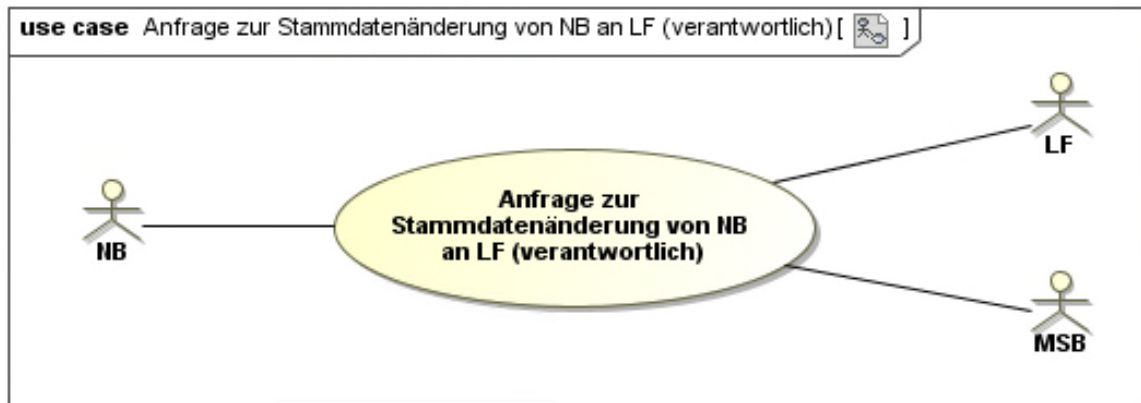 use case Anfrage zur Stammdatenänderung von NB an LF (verantwortlich) [ ]
LF
Anfrage zur
Stammdatenänderung von NB
an LF (verantwortlich)
NB
MSB